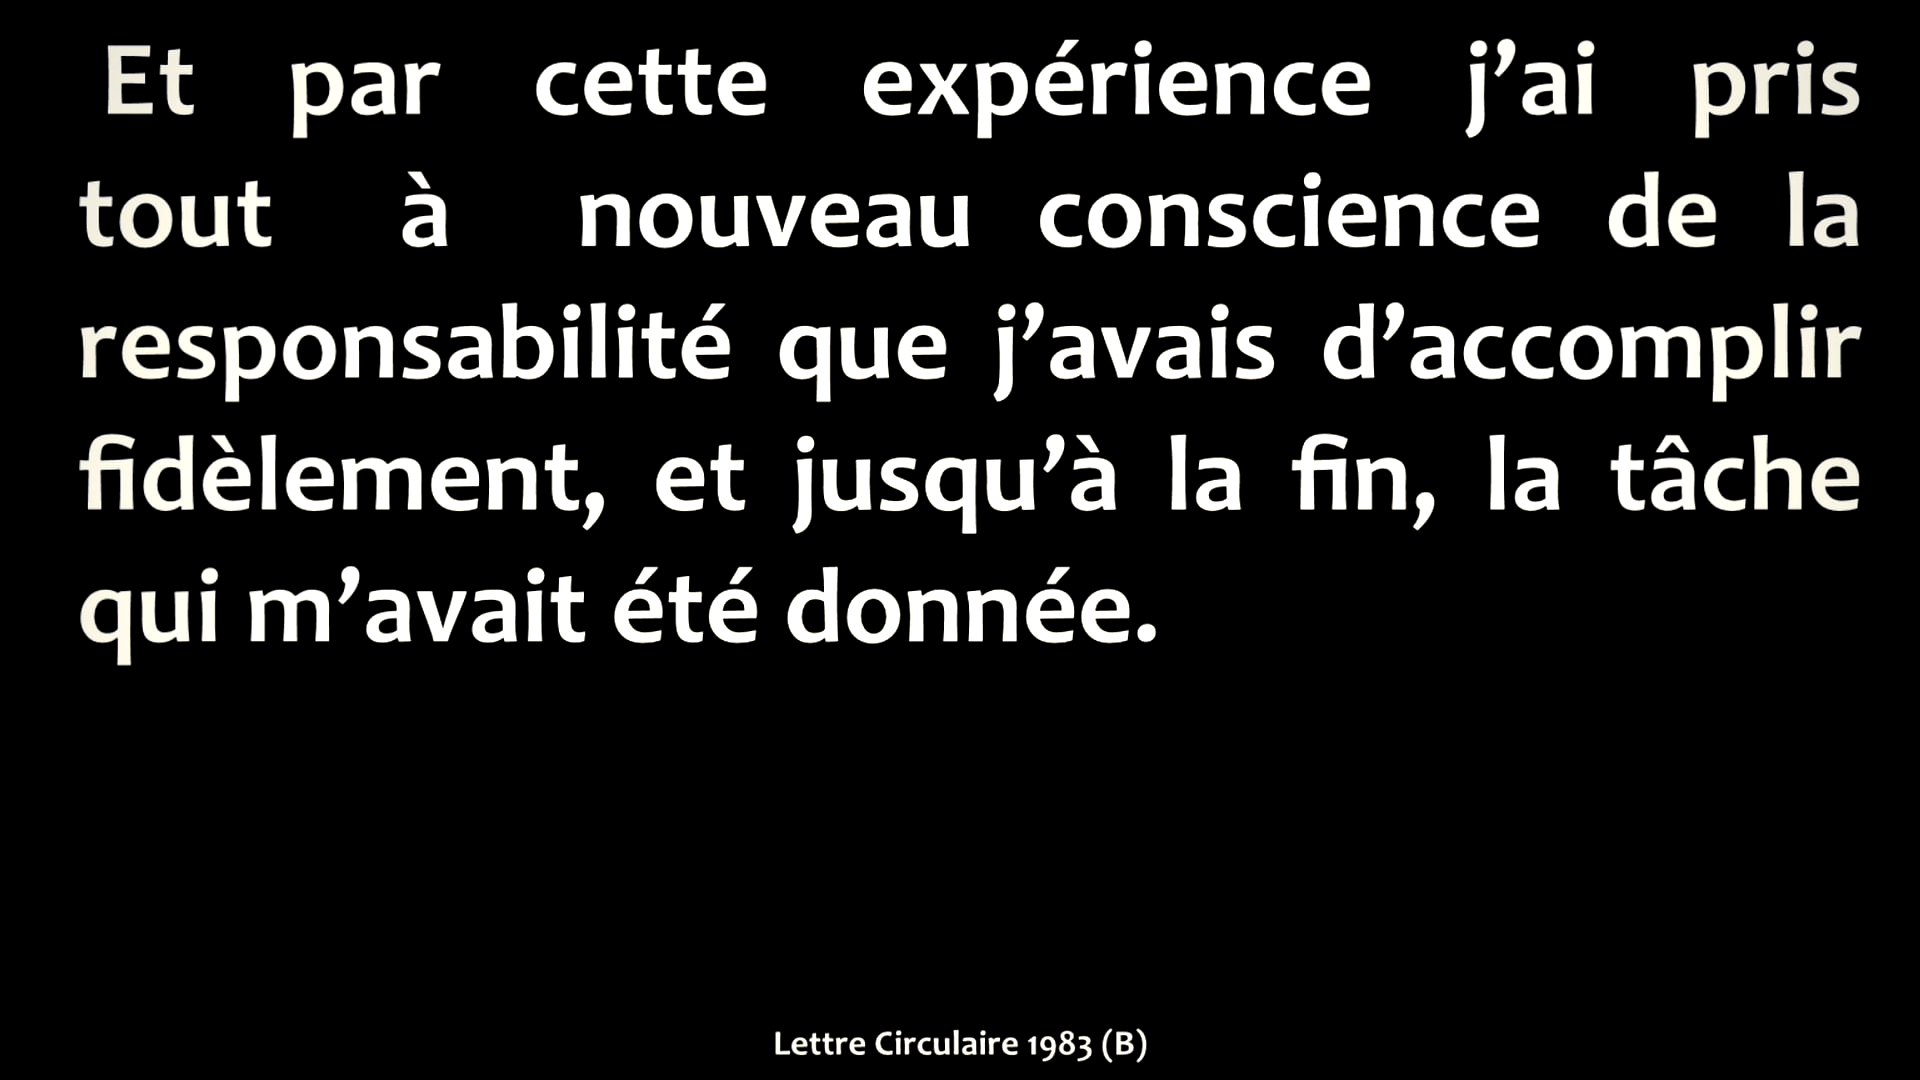 Et par cette expérience j’ai pris
tout à nouveau conscience de la
responsabilité que j’avais d’accomplir
fidèlement, et jusqu’à la fin, la tâche
qui m’avait été donnée.
Lettre Circulaire 1983 (B)